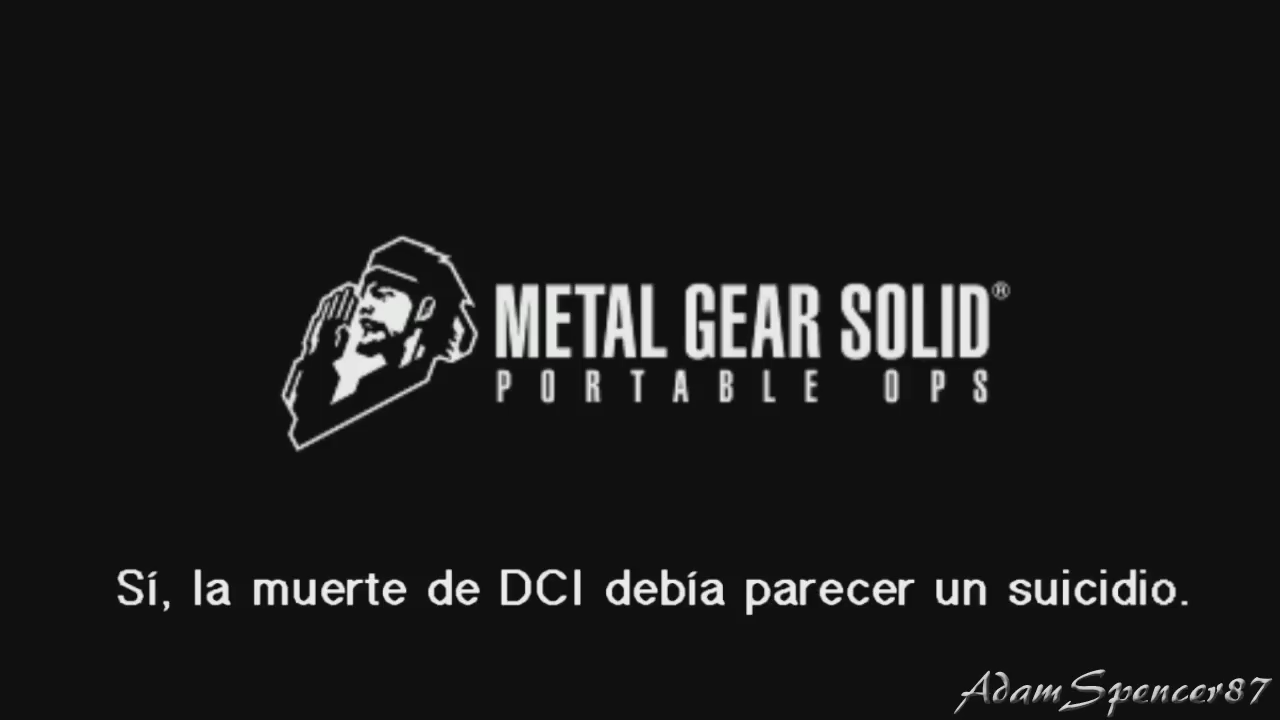 METAL GEAR SOLID®
PORTABLE OPS
Sí, la muerte de DCI debía parecer un suicidio.
AdamSpencer87